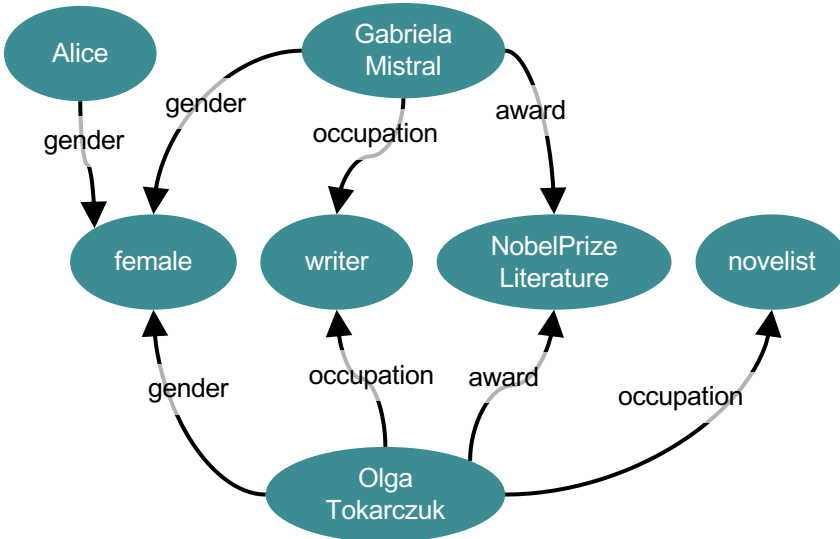 Alice
Gabriela
Mistral
gender
award
gender
occupation
female
writer
NobelPrize
Literature
novelist
gender
occupation
award
occupation
Olga
Tokarczuk